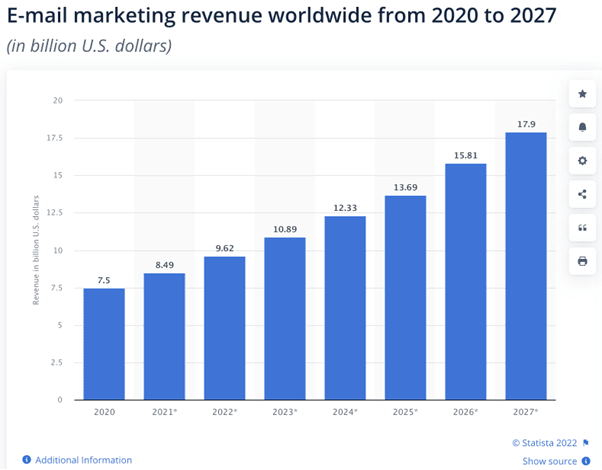 E-mail marketing revenue worldwide from 2020 to 2027
(in billion U.S. dollars)
Revenue in billion U.S. dollars
20
17.5
15
12.5
10
7.5
5
2.5
0
7.5
8.49
9.62
10.89
12.33
13.69
15.81
17.9
2020 2021* 2022* 2023* 2024* 2025* 2026* 2027*
© Statista 2022
Additional Information
Show source